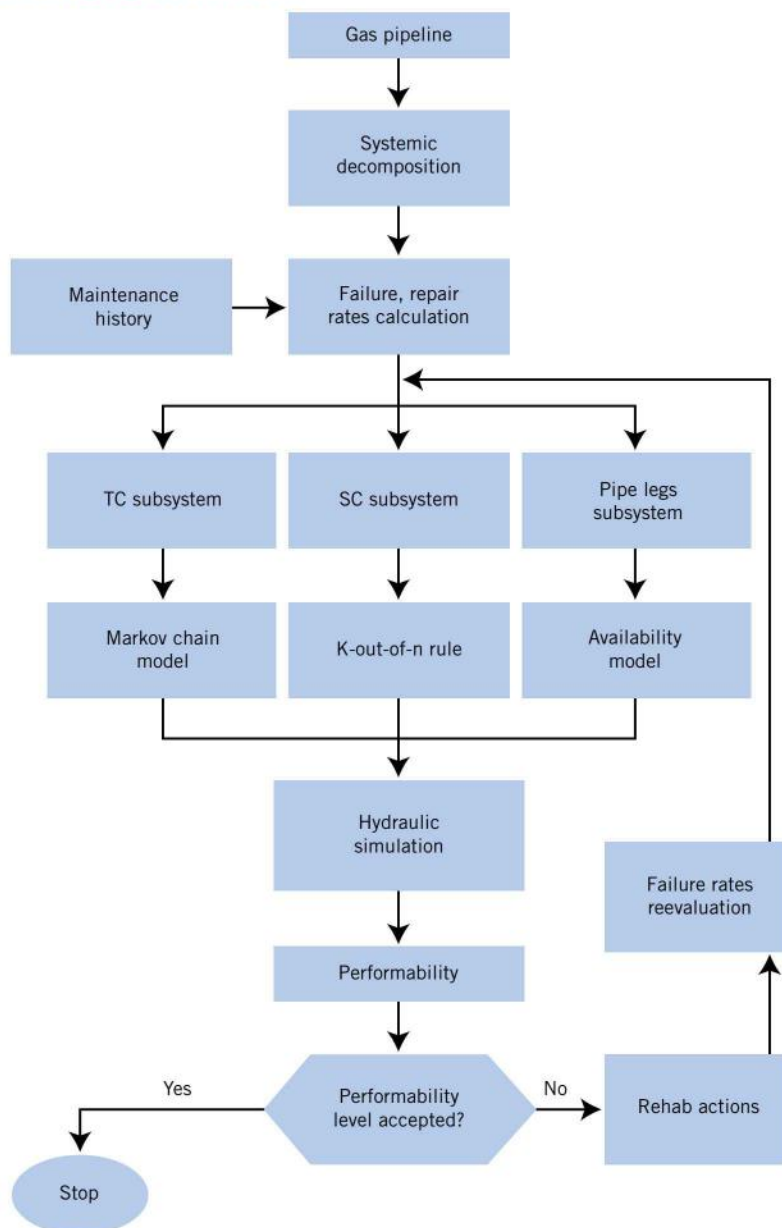 Gas pipeline
Systemic
decomposition
Maintenance
history
Failure, repair
rates calculation
TC subsystem
SC subsystem
Pipe legs
subsystem
Markov chain
model
K-out-of-n rule
Availability
model
Hydraulic
simulation
Failure rates
reevaluation
Performability
Yes
Performability
level accepted?
No
Rehab actions
Stop